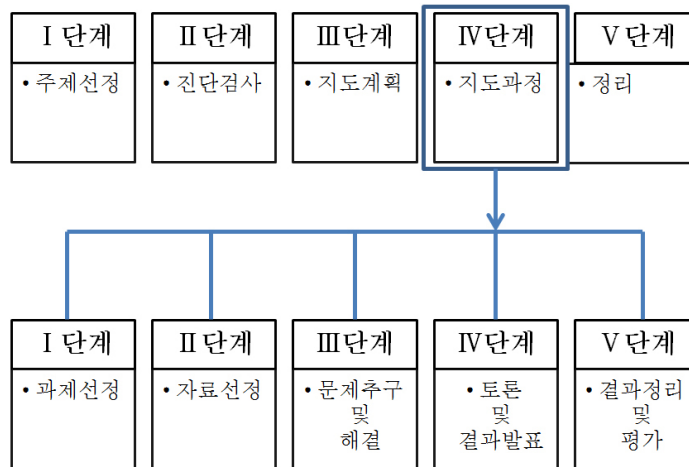 Ⅰ단계
Ⅱ단계
Ⅲ단계
Ⅳ단계
Ⅴ단계
• 주제선정
• 진단검사
• 지도계획
• 지도과정
• 정리
Ⅰ단계
Ⅱ단계
Ⅲ단계
Ⅳ단계
Ⅴ단계
• 과제선정
• 자료선정
• 문제추구
및
해결
• 토론
및
결과발표
• 결과정리
및
평가